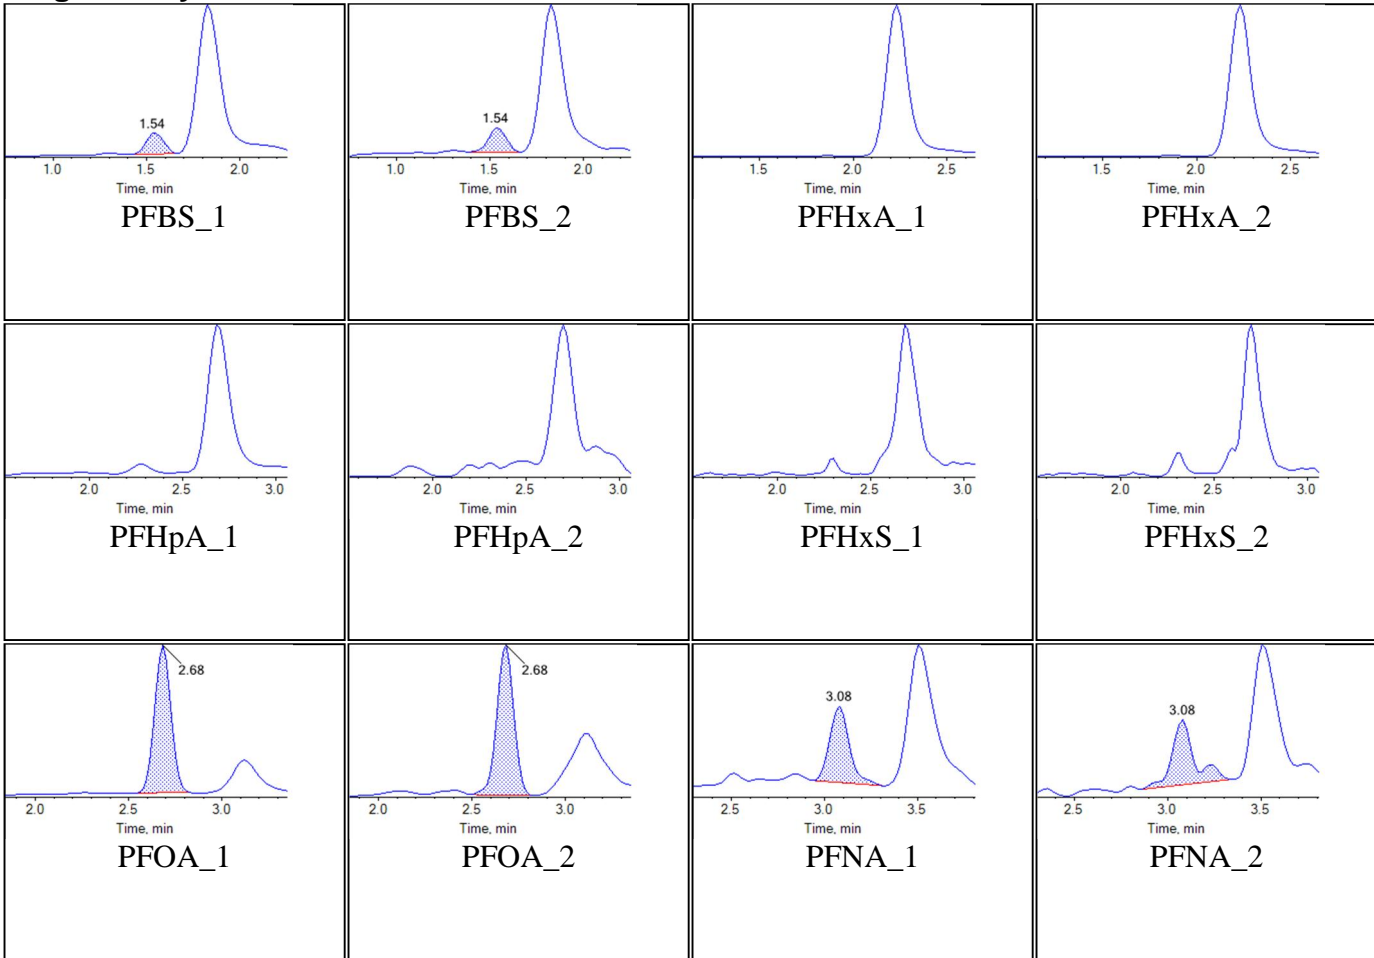 1.54
1.54
1.0 1.5 2.0
1.0 1.5 2.0
1.5 2.0 2.5
1.5 2.0 2.5
Time, min
Time, min
Time, min
Time, min
PFBS_1
PFBS_2
PFHxA_1
PFHxA_2
2.0 2.5 3.0
2.0 2.5 3.0
2.0 2.5 3.0
2.0 2.5 3.0
Time, min
Time, min
Time, min
Time, min
PFHpA_1
PFHpA_2
PFHxS_1
PFHxS_2
2.68
2.68
3.08
3.08
2.0 2.5 3.0
2.0 2.5 3.0
2.5 3.0 3.5
2.5 3.0 3.5
Time, min
Time, min
Time, min
Time, min
PFOA_1
PFOA_2
PFNA_1
PFNA_2